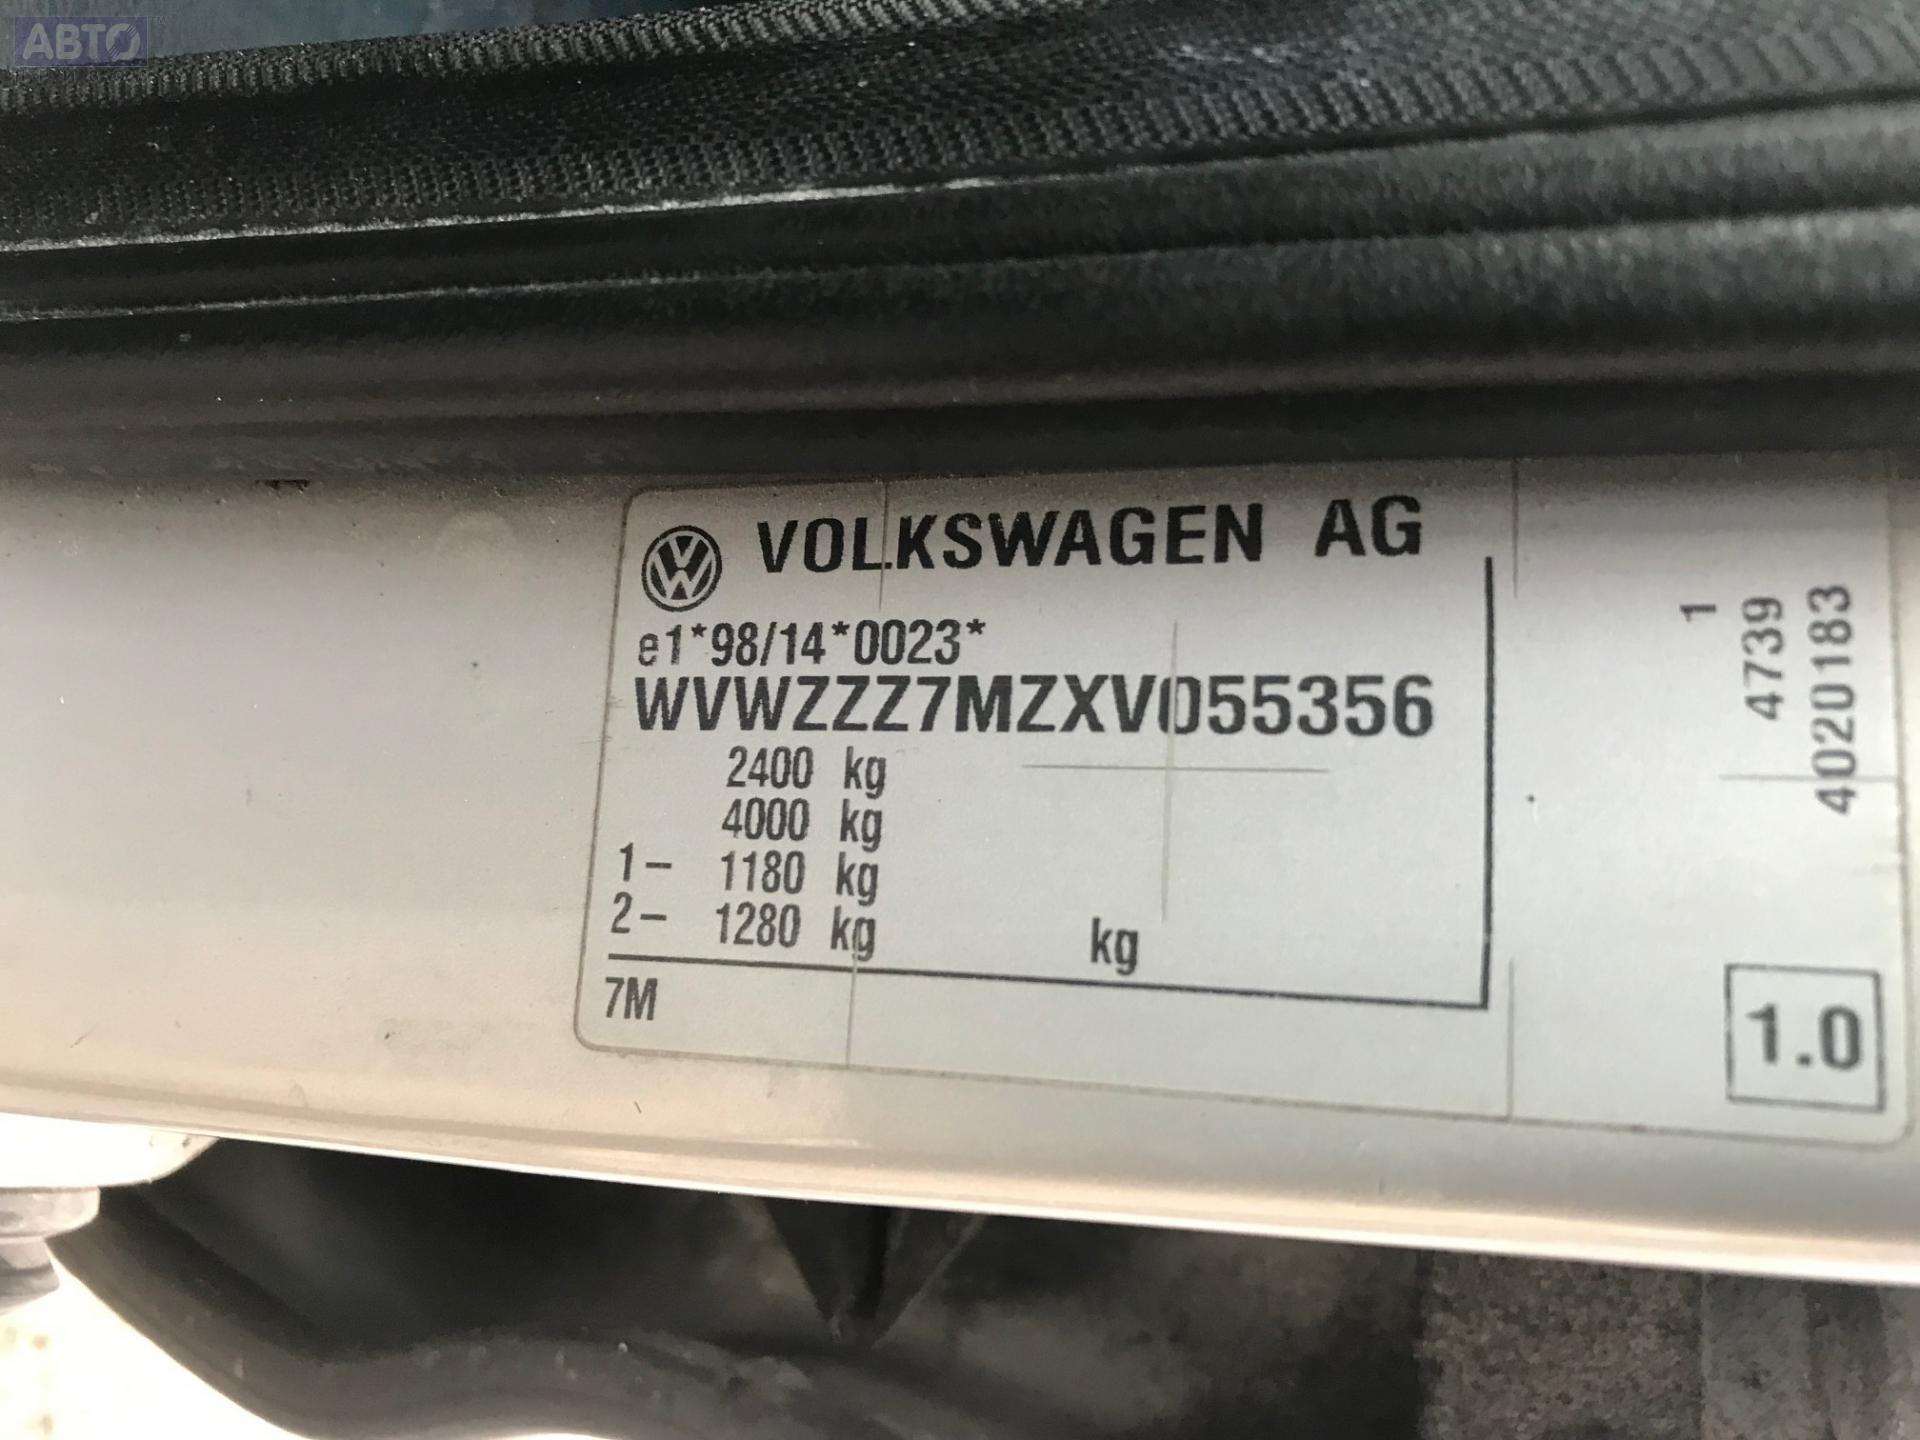 АВТО
VOLKSWAGEN AG
e1*98/14*0023*
WVWZZZ7MZXV055356
2400 kg
4000 kg
1- 1180 kg
2- 1280 kg kg
7M
1
4739
4020183
1.0